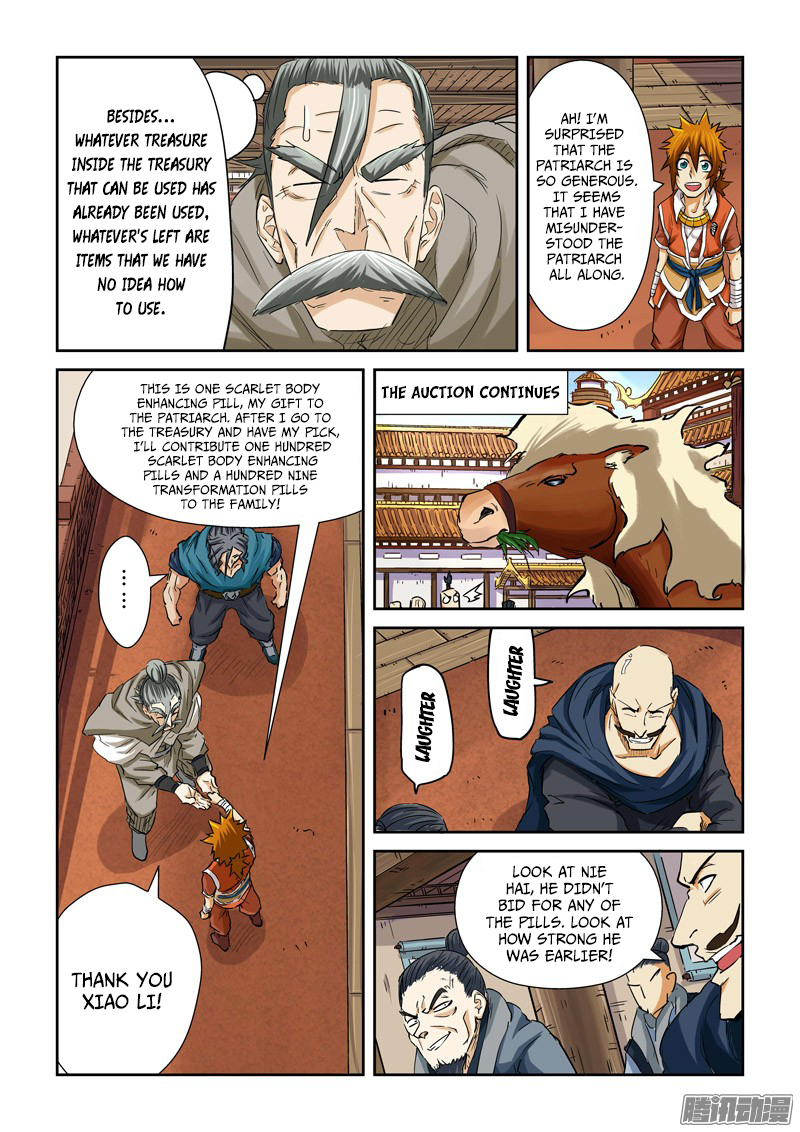 BESIDES...
WHATEVER TREASURE
INSIDE THE TREASURY
THAT CAN BE USED HAS
ALREADY BEEN USED,
WHATEVER'S LEFT ARE
ITEMS THAT WE HAVE
NO IDEA HOW
TO USE.
AH! I'M
SURPRISED
THAT THE
PATRIARCH IS
SO GENEROUS.
IT SEEMS
THAT I HAVE
MISUNDER-
STOOD THE
PATRIARCH
ALL ALONG.
THIS IS ONE SCARLET BODY
ENHANCING PILL, MY GIFT
TO THE PATRIARCH. AFTER I GO
TO THE TREASURY AND HAVE MY PICK,
I'LL CONTRIBUTE ONE HUNDRED
SCARLET BODY ENHANCING
PILLS AND A HUNDRED NINE
TRANSFORMATION PILLS
TO THE FAMILY!
......
THANK YOU
XIAO LI!
THE AUCTION CONTINUES
LAUGHTER
LAUGHTER
LOOK AT NIE
HAI, HE DIDN'T
BID FOR ANY OF
THE PILLS. LOOK AT
HOW STRONG HE
WAS EARLIER!
腾讯动漫